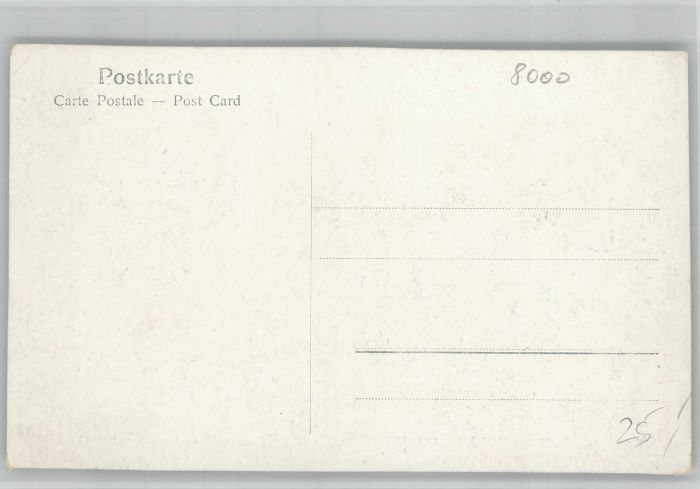 Postkarte
Carte Postale — Post Card
8000
25